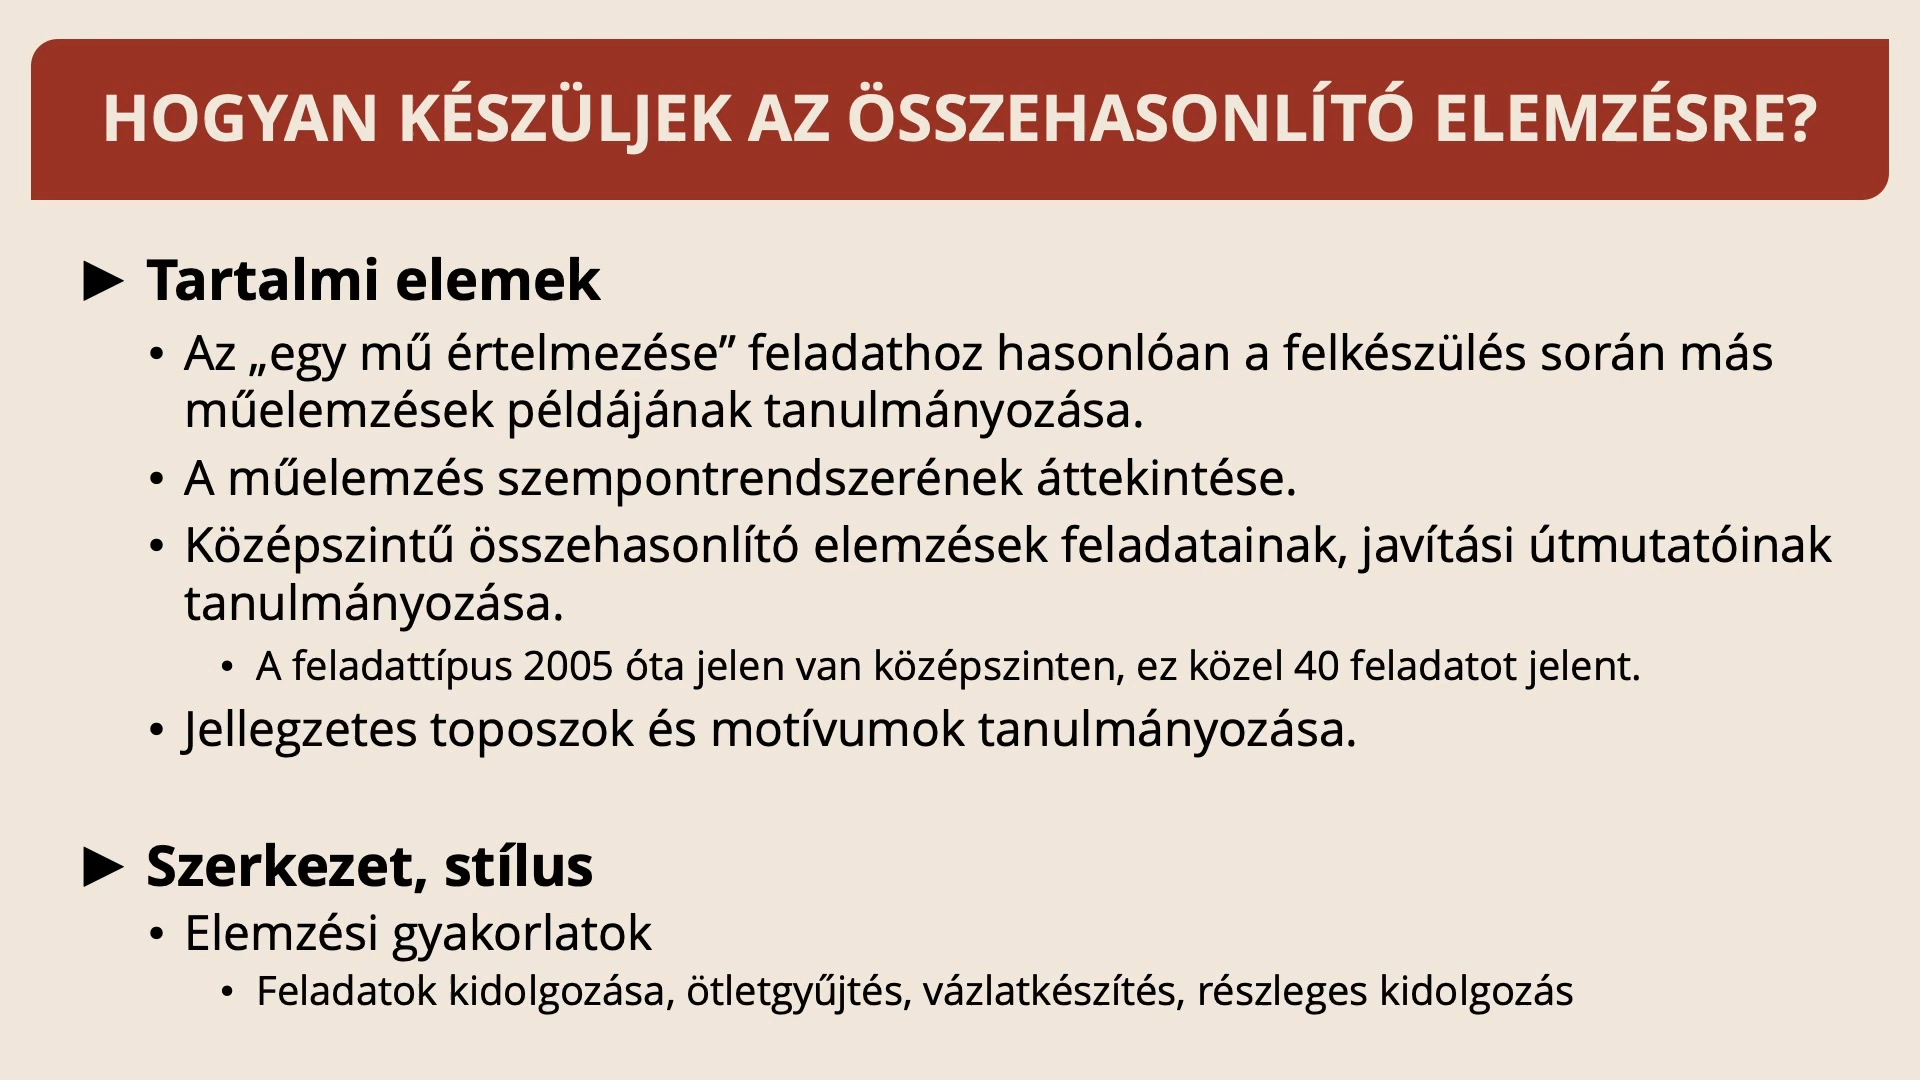 HOGYAN KÉSZÜLJEK AZ ÖSSZEHASONLÍTÓ ELEMZÉSRE?
► Tartalmi elemek
• Az „egy mű értelmezése” feladathoz hasonlóan a felkészülés során más
műelemzések példájának tanulmányozása.
• A műelemzés szempontrendszerének áttekintése.
• Középszintű összehasonlító elemzések feladatainak, javítási útmutatóinak
tanulmányozása.
• A feladattípus 2005 óta jelen van középszinten, ez közel 40 feladatot jelent.
• Jellegzetes toposzok és motívumok tanulmányozása.
► Szerkezet, stílus
• Elemzési gyakorlatok
• Feladatok kidolgozása, ötletgyűjtés, vázlatkészítés, részleges kidolgozás